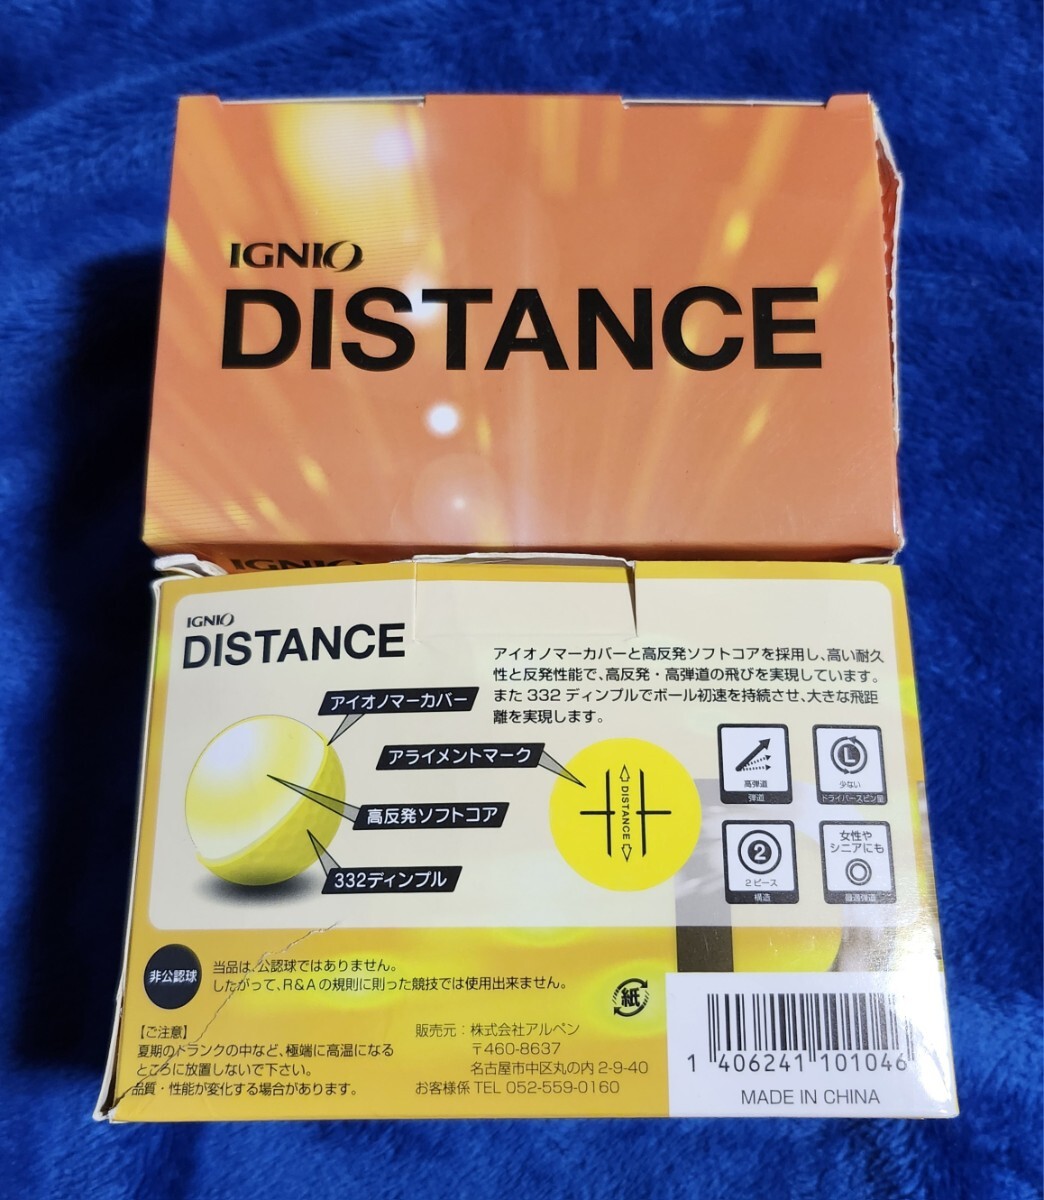 IGNIO
DISTANCE
IGNIO
IGNIO
DISTANCE
アイオノマーカバーと高反発ソフトコアを採用し、高い耐久
性と反発性能で、高反発・高弾道の飛びを実現しています。
また 332 ディンプルでボール初速を持続させ、大きな飛距
離を実現します。
アイオノマーカバー
アライメントマーク
高反発ソフトコア
332ディンプル
DISTANCE
高弾道
弾道
L
少ない
ドライバースピン量
2
2ピース
構造
女性や
シニアにも
最適弾道
非公認球
当品は、公認球ではありません。
したがって、R&Aの規則に則った競技では使用出来ません。
紙
【ご注意】
夏期のトランクの中など、極端に高温になる
ところに放置しないで下さい。
品質・性能が変化する場合があります。
販売元：株式会社アルペン
〒460-8637
名古屋市中区丸の内 2-9-40
お客様係 TEL 052-559-0160
1 406241 101046
MADE IN CHINA